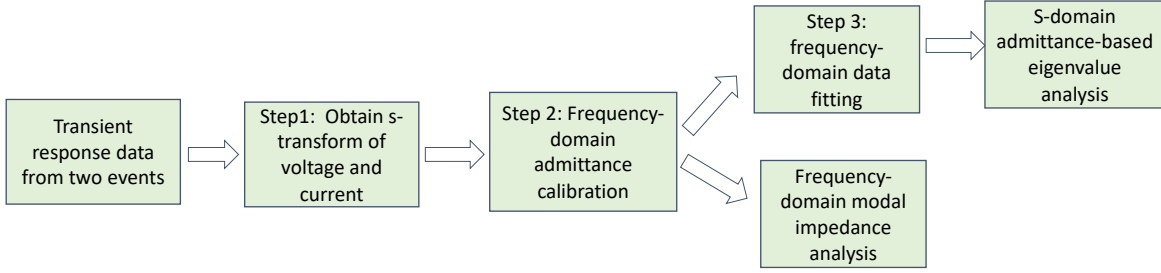 Transient
response data
from two events
Step1:  Obtain s-
transform of
voltage and
current
Step 2: Frequency-
domain
admittance
calibration
Step 3:
frequency-
domain data
fitting
S-domain
admittance-based
eigenvalue
analysis
Frequency-
domain modal
impedance
analysis